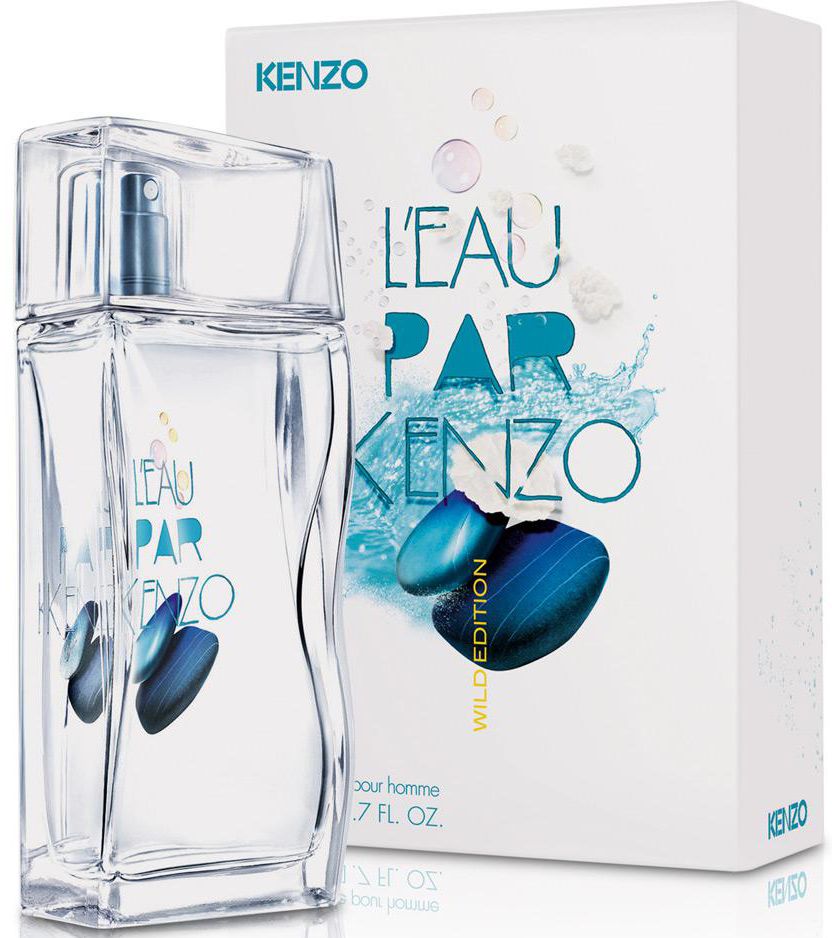 KENZO
L'EAU
PAR
KENZO
WILD EDITION
pour homme
.7 FL. OZ.
KENZO
L'EAU
PAR
KENZO